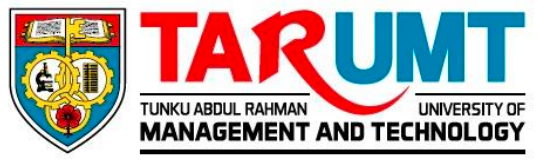 TARUMT
TUNKU ABDUL RAHMAN UNIVERSITY OF
MANAGEMENT AND TECHNOLOGY